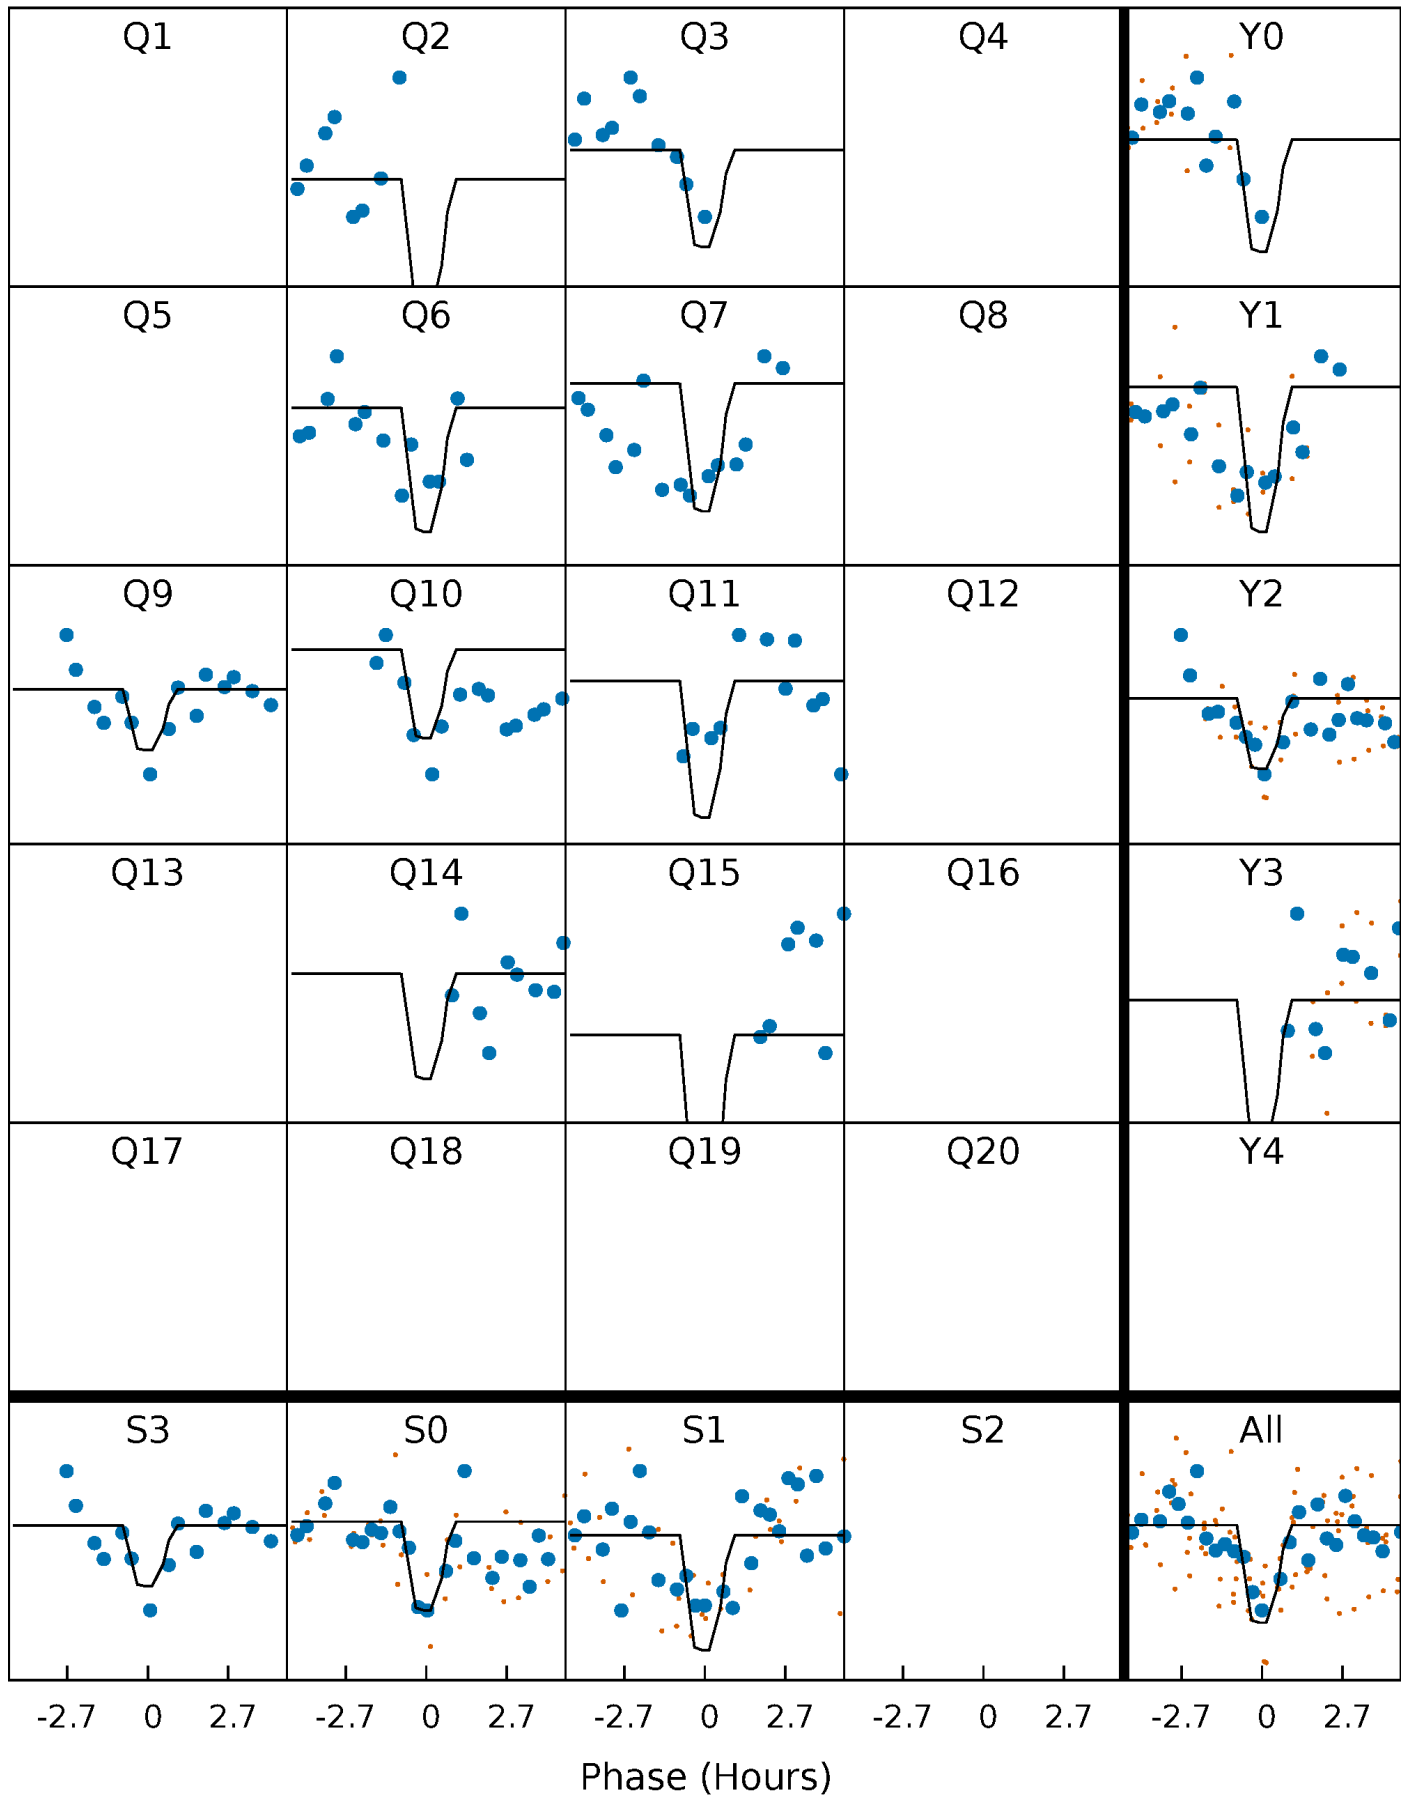 Q1 Q2 Q3 Q4 Y0
Q5 Q6 Q7 Q8 Y1
Q9 Q10 Q11 Q12 Y2
Q13 Q14 Q15 Q16 Y3
Q17 Q18 Q19 Q20 Y4
S3 S0 S1 S2 All
-2.7 0 2.7 -2.7 0 2.7 -2.7 0 2.7 -2.7 0 2.7 -2.7 0 2.7
Phase (Hours)